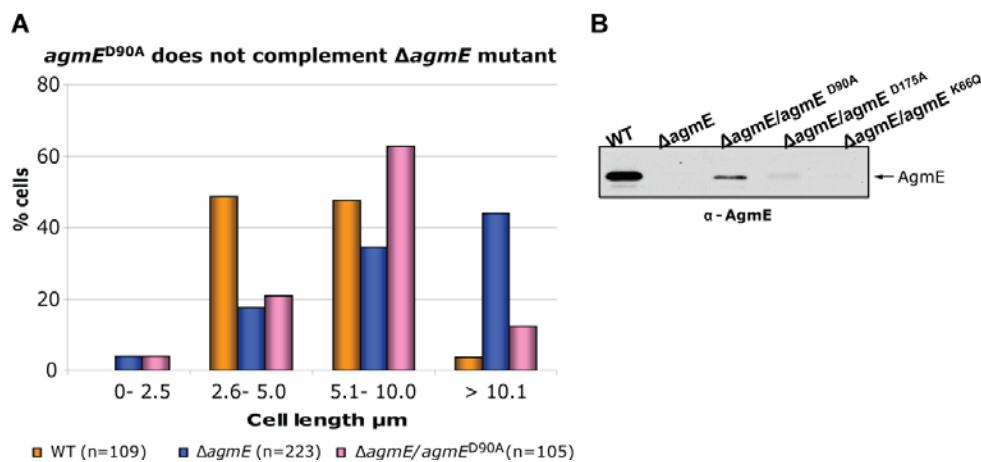 A
agmE^D90A does not complement ΔagmE mutant
80
60
40
20
0
% cells
0- 2.5
2.6- 5.0
5.1- 10.0
> 10.1
Cell length µm
WT (n=109)
ΔagmE (n=223)
ΔagmE/agmE^D90A (n=105)
B
WT
ΔagmE
ΔagmE/agmE D90A
ΔagmE/agmE D175A
ΔagmE/agmE K66Q
AgmE
α - AgmE